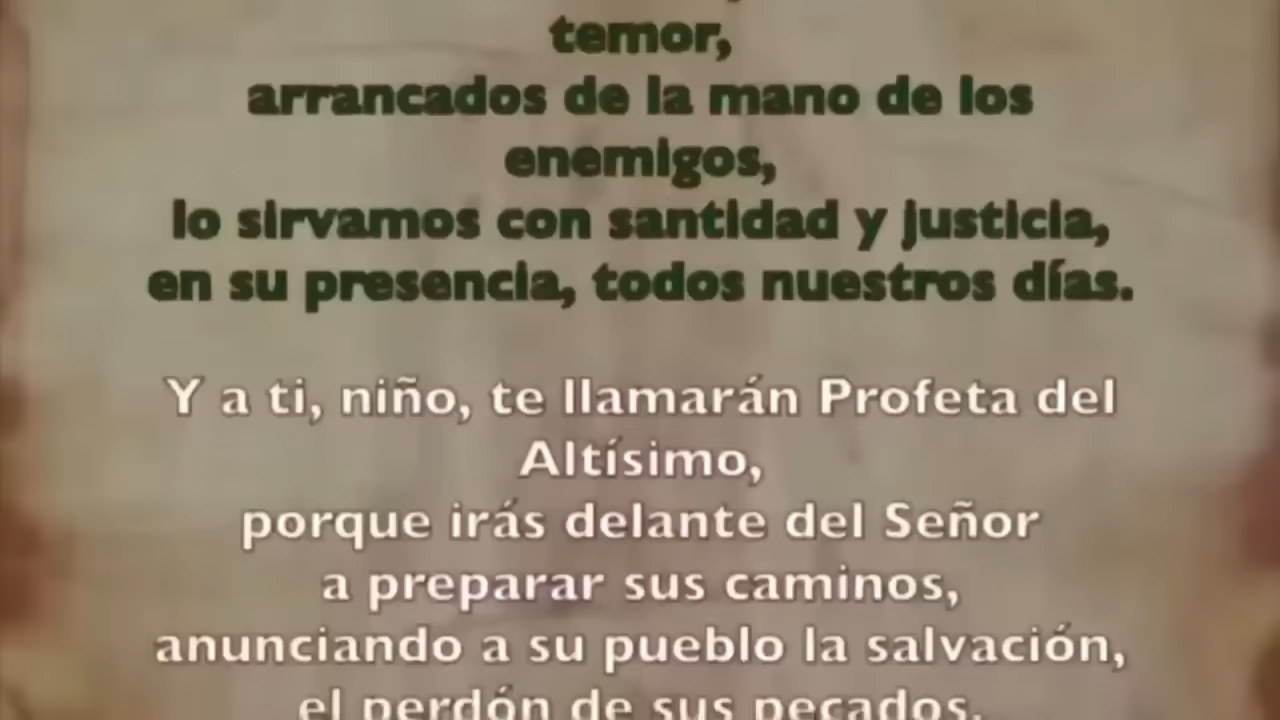 temor,
arrancados de la mano de los
enemigos,
lo sirvamos con santidad y justicia,
en su presencia, todos nuestros días.
Y a ti, niño, te llamarán Profeta del
Altísimo,
porque irás delante del Señor
a preparar sus caminos,
anunciando a su pueblo la salvación,
el perdón de sus pecados.